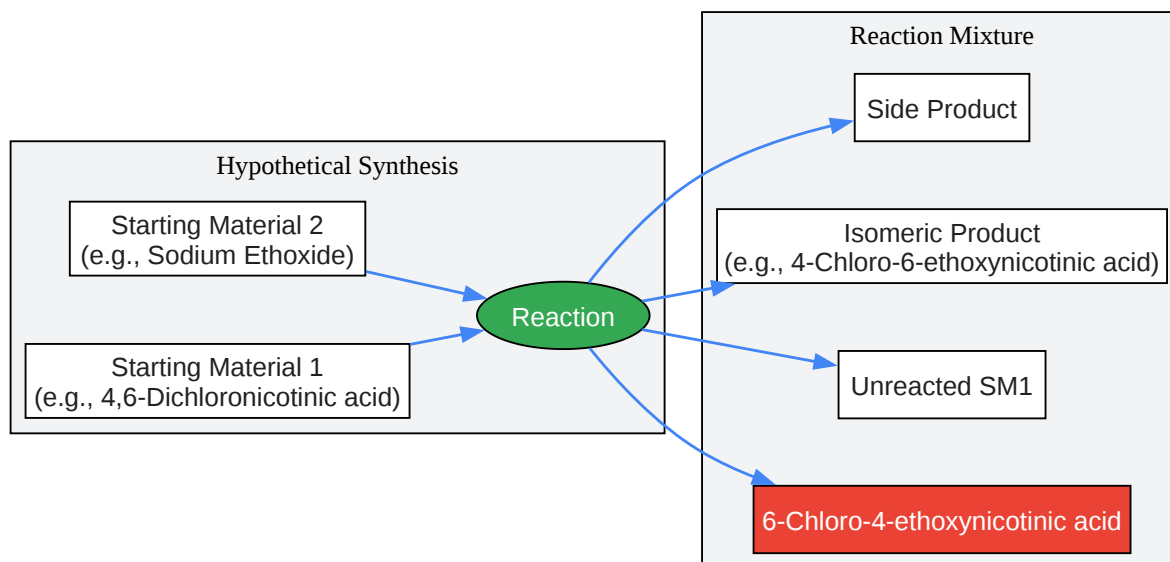 Hypothetical Synthesis
Starting Material 2
(e.g., Sodium Ethoxide)
Starting Material 1
(e.g., 4,6-Dichloronicotinic acid)
Reaction
Reaction Mixture
Side Product
Isomeric Product
(e.g., 4-Chloro-6-ethoxynicotinic acid)
Unreacted SM1
6-Chloro-4-ethoxynicotinic acid